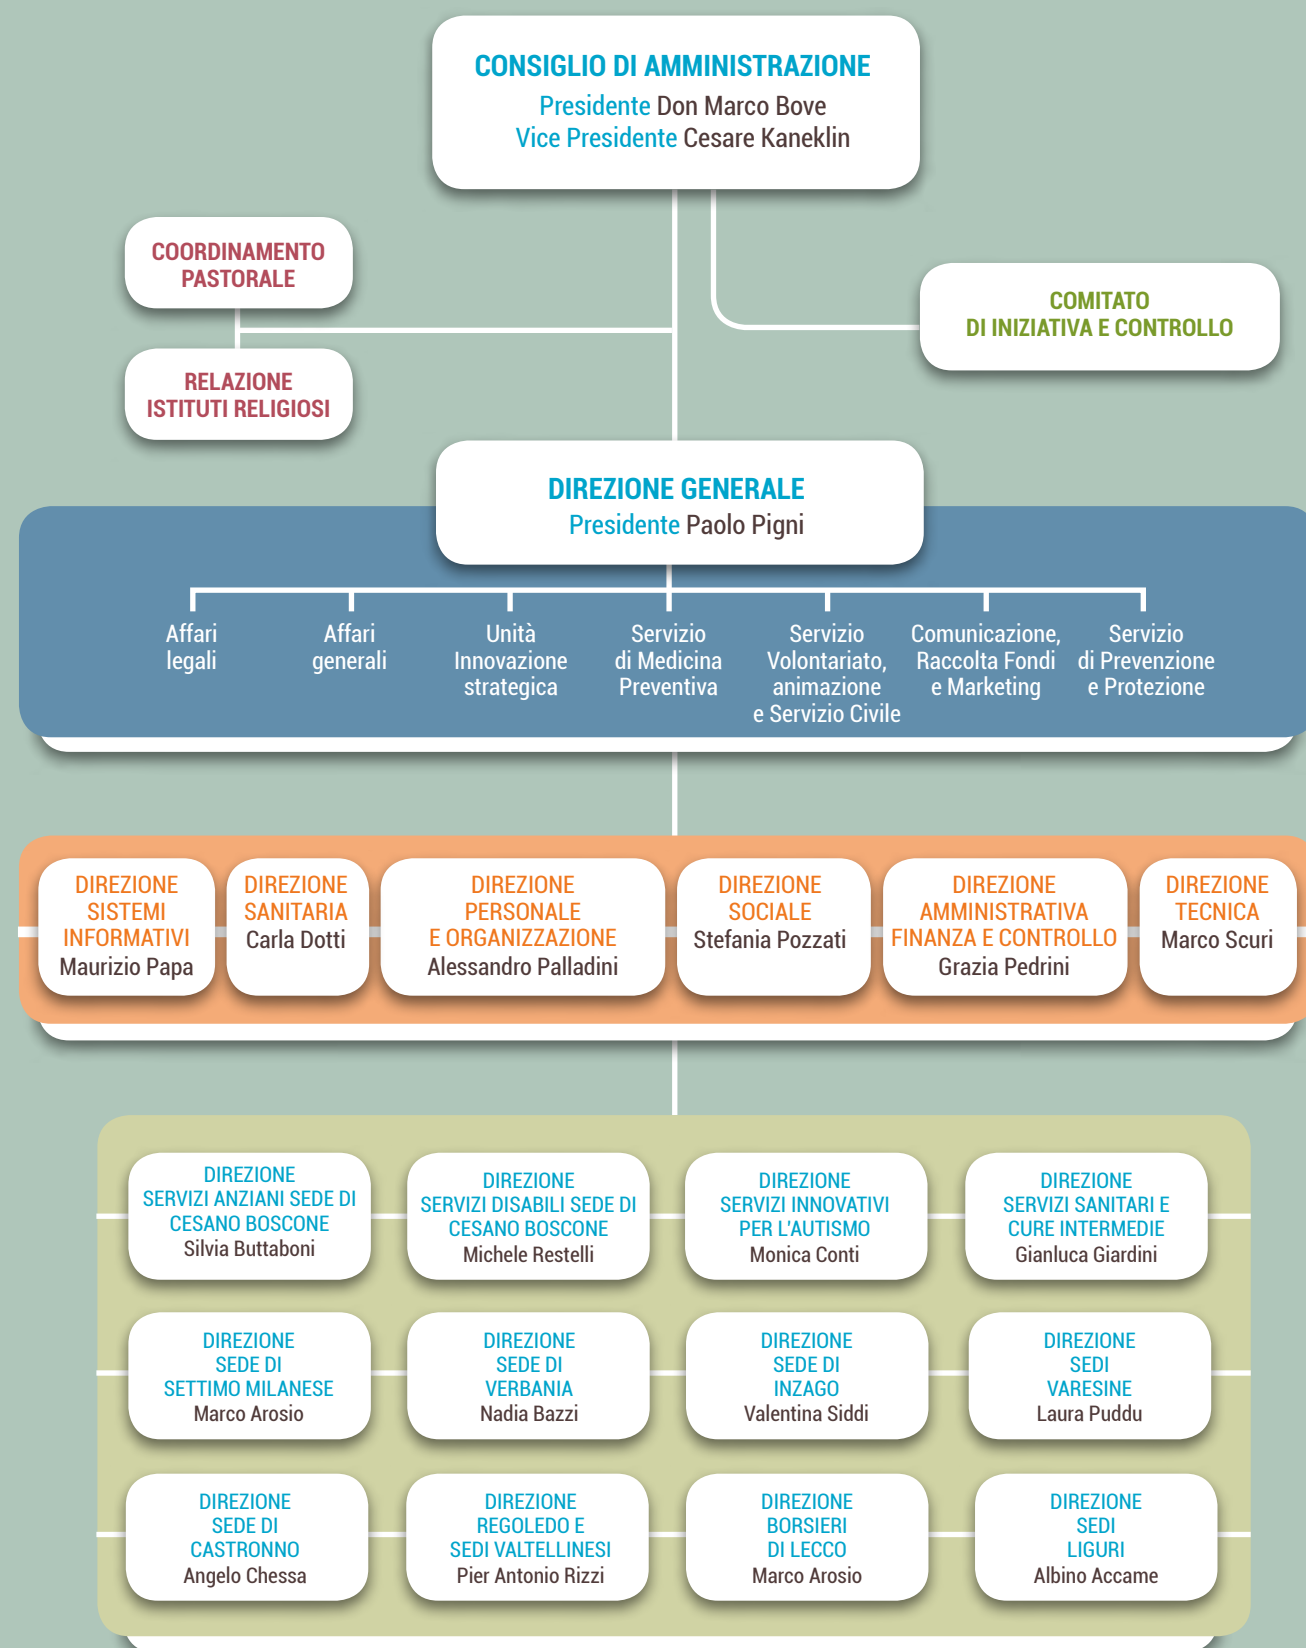 CONSIGLIO DI AMMINISTRAZIONE
Presidente Don Marco Bove
Vice Presidente Cesare Kaneklin
COORDINAMENTO
PASTORALE
COMITATO
DI INIZIATIVA E CONTROLLO
RELAZIONE
ISTITUTI RELIGIOSI
DIREZIONE GENERALE
Presidente Paolo Pigni
Affari
legali
Affari
generali
Unità
Innovazione
strategica
Servizio
di Medicina
Preventiva
Servizio
Volontariato,
animazione
e Servizio Civile
Comunicazione,
Raccolta Fondi
e Marketing
Servizio
di Prevenzione
e Protezione
DIREZIONE
SISTEMI
INFORMATIVI
Maurizio Papa
DIREZIONE
SANITARIA
Carla Dotti
DIREZIONE
PERSONALE
E ORGANIZZAZIONE
Alessandro Palladini
DIREZIONE
SOCIALE
Stefania Pozzati
DIREZIONE
AMMINISTRATIVA
FINANZA E CONTROLLO
Grazia Pedrini
DIREZIONE
TECNICA
Marco Scuri
DIREZIONE
SERVIZI ANZIANI SEDE DI
CESANO BOSCONE
Silvia Buttaboni
DIREZIONE
SERVIZI DISABILI SEDE DI
CESANO BOSCONE
Michele Restelli
DIREZIONE
SERVIZI INNOVATIVI
PER L'AUTISMO
Monica Conti
DIREZIONE
SERVIZI SANITARI E
CURE INTERMEDIE
Gianluca Giardini
DIREZIONE
SEDE DI
SETTIMO MILANESE
Marco Arosio
DIREZIONE
SEDE DI
VERBANIA
Nadia Bazzi
DIREZIONE
SEDE DI
INZAGO
Valentina Siddi
DIREZIONE
SEDI
VARESINE
Laura Puddu
DIREZIONE
SEDE DI
CASTRONNO
Angelo Chessa
DIREZIONE
REGOLEDO E
SEDI VALTELLINESI
Pier Antonio Rizzi
DIREZIONE
BORSIERI
DI LECCO
Marco Arosio
DIREZIONE
SEDI
LIGURI
Albino Accame